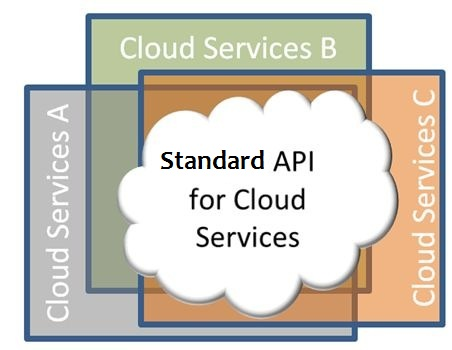 Cloud Services B
Cloud Services A
Standard API
for Cloud
Services
Cloud Services C